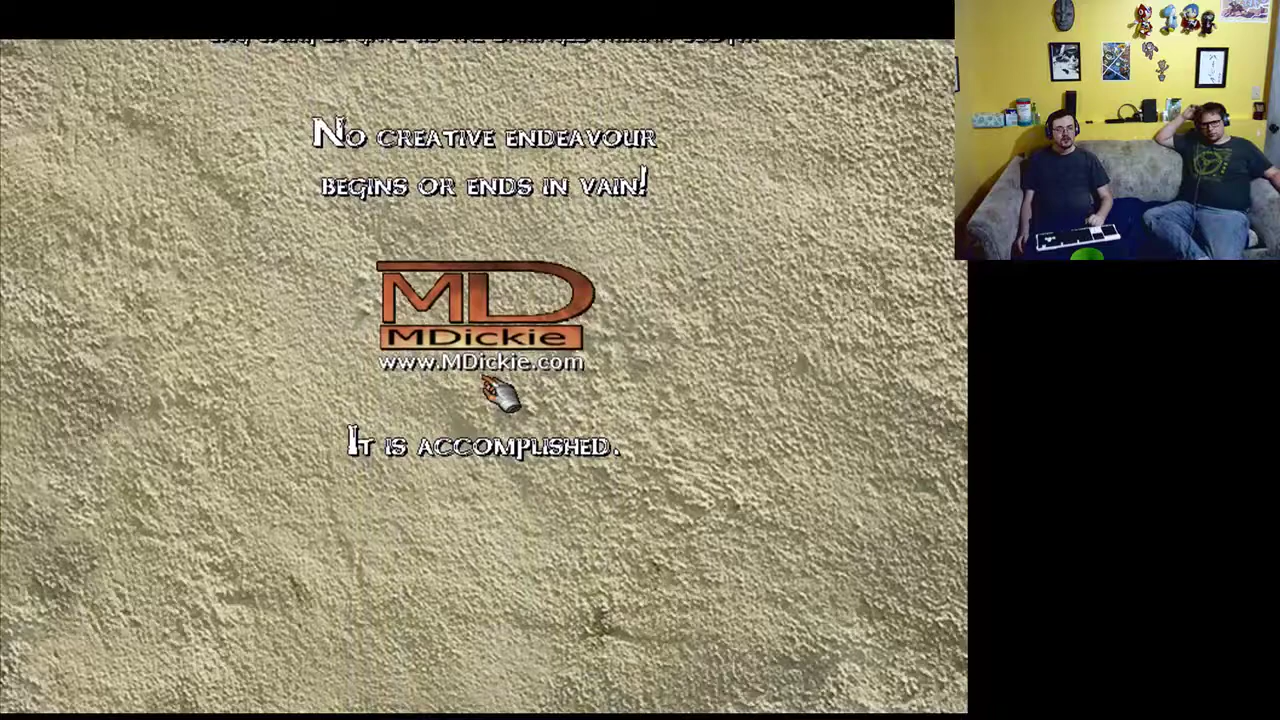 No creative endeavour
begins or ends in vain!
MD
MDickie
www.MDickie.com
It is accomplished.